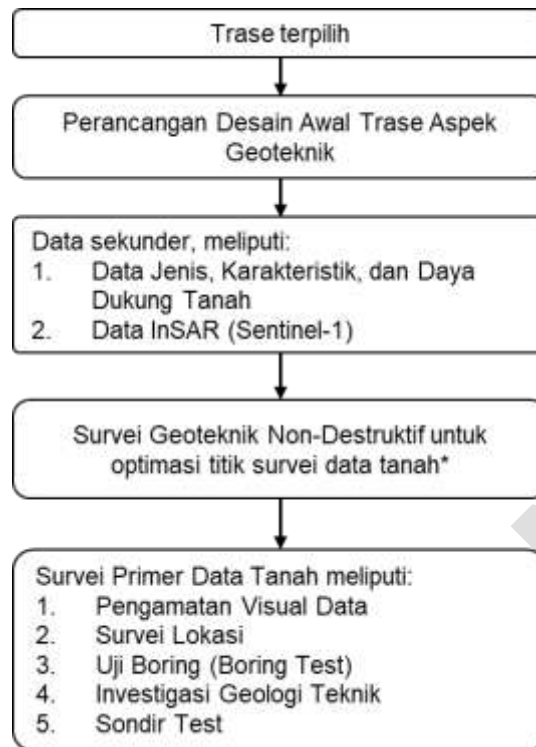 Trase terpilih
Perancangan Desain Awal Trase Aspek
Geoteknik
Data sekunder, meliputi:
1. Data Jenis, Karakteristik, dan Daya
Dukung Tanah
2. Data InSAR (Sentinel-1)
Survei Geoteknik Non-Destruktif untuk
optimasi titik survei data tanah*
Survei Primer Data Tanah meliputi:
1. Pengamatan Visual Data
2. Survei Lokasi
3. Uji Boring (Boring Test)
4. Investigasi Geologi Teknik
5. Sondir Test